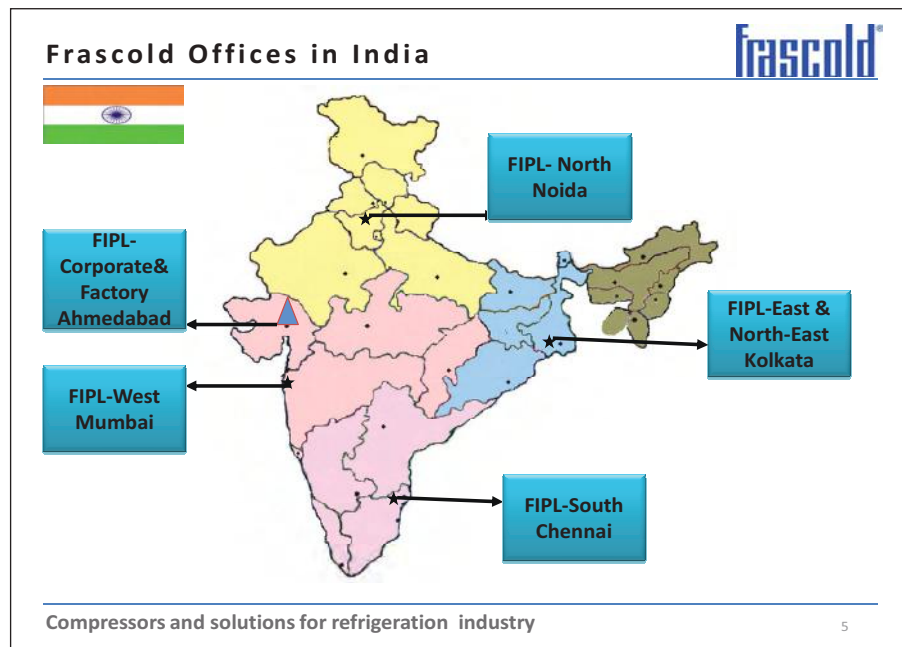 Frascold Offices in India
frascold®
FIPL- North
Noida
FIPL-
Corporate&
Factory
Ahmedabad
FIPL-East &
North-East
Kolkata
FIPL-West
Mumbai
FIPL-South
Chennai
Compressors and solutions for refrigeration industry
5